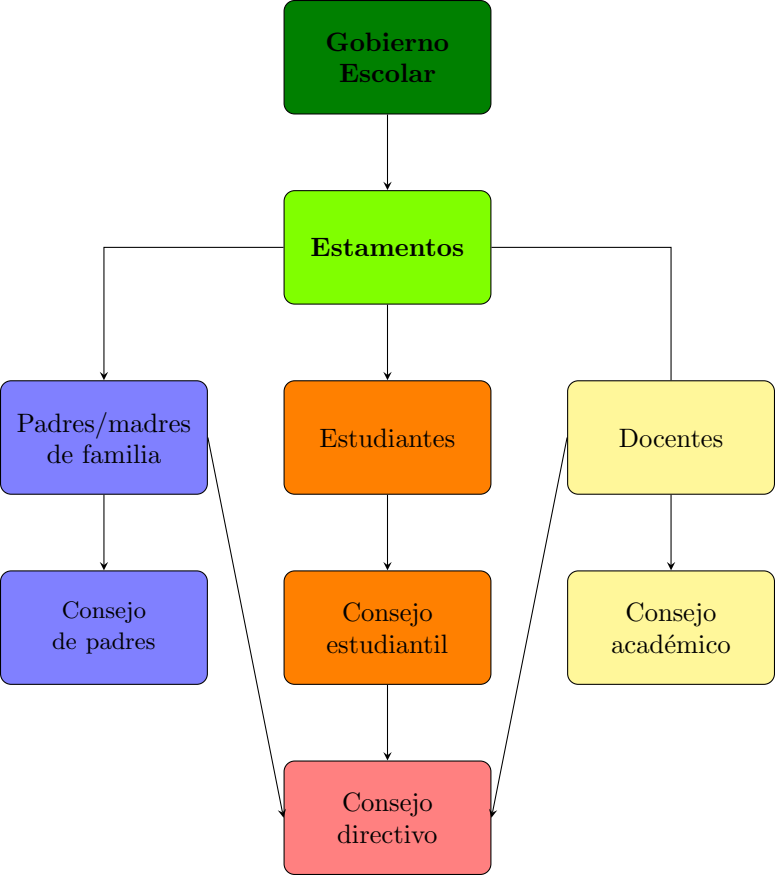 Gobierno
Escolar
Estamentos
Padres/madres
de familia
Estudiantes
Docentes
Consejo
de padres
Consejo
estudiantil
Consejo
académico
Consejo
directivo